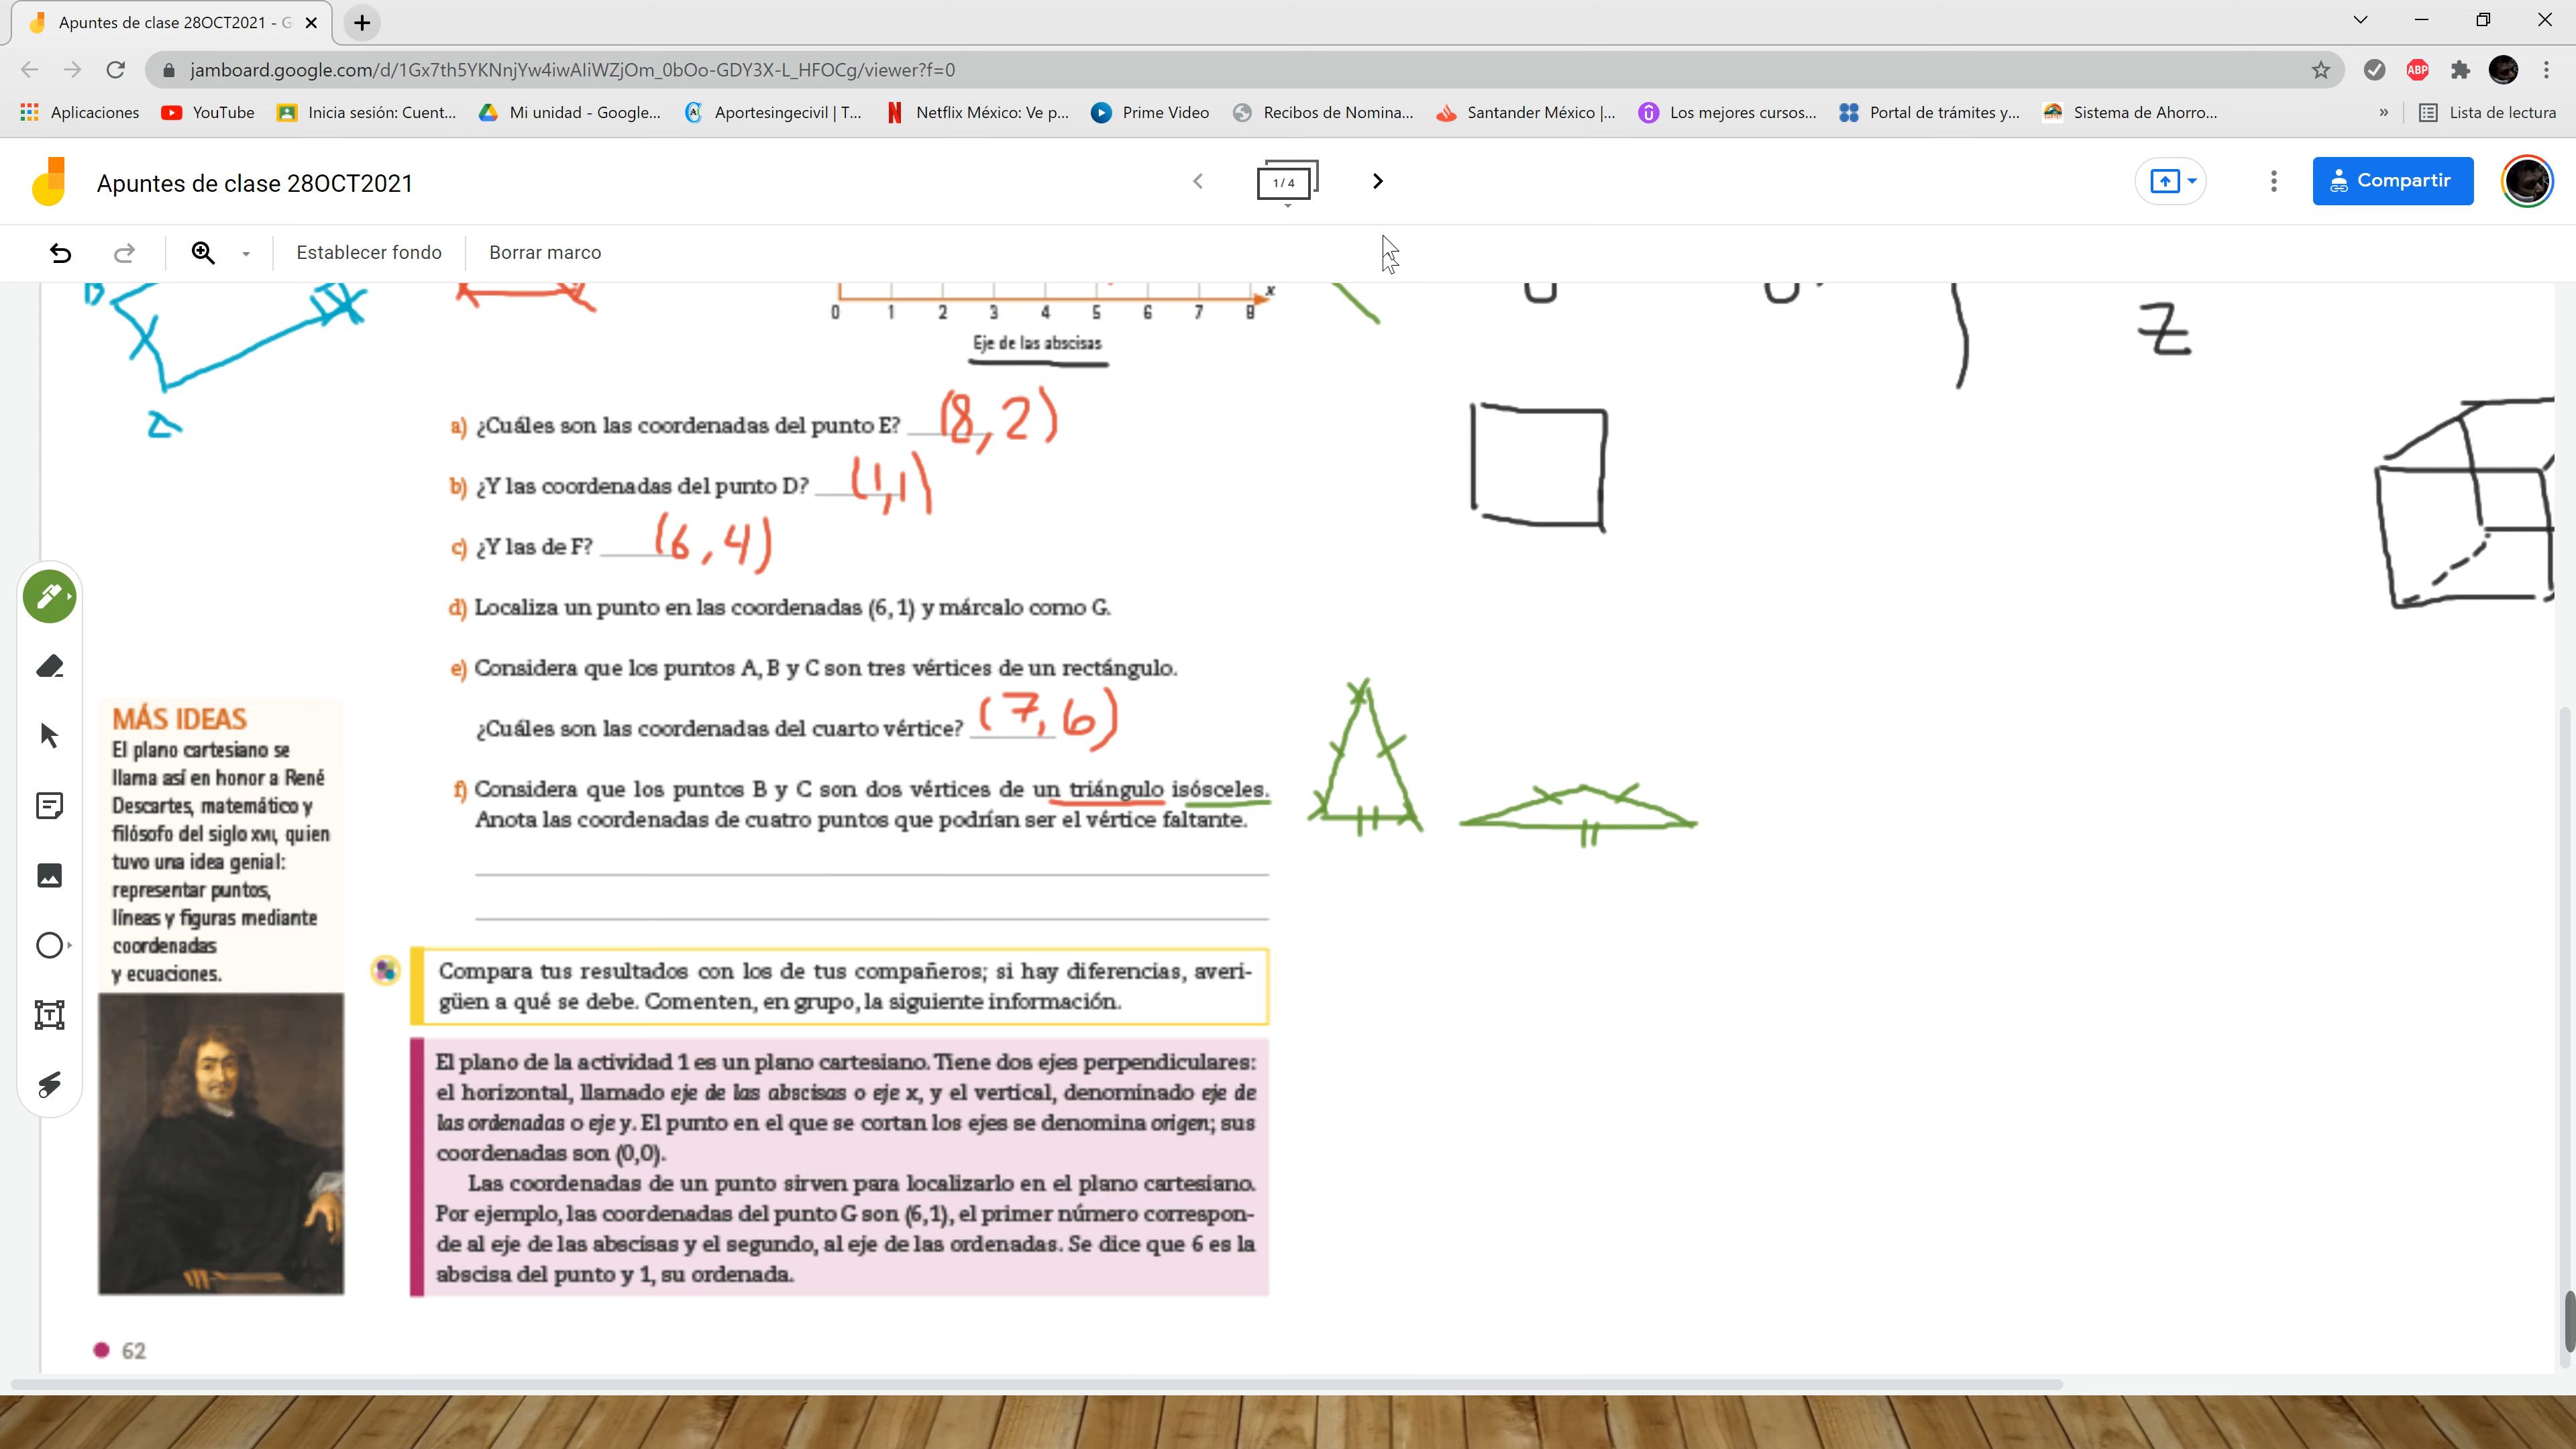 Apuntes de clase 28OCT2021 - G
jamboard.google.com/d/1Gx7th5YKNnjYw4iwAliWZjOm_0bOo-GDY3X-L_HFOCg/viewer?f=0
ABP
Aplicaciones YouTube Inicia sesión: Cuent... Mi unidad - Google... Aportesingecivil | T... Netflix México: Ve p... Prime Video Recibos de Nomina... Santander México |... Los mejores cursos... Portal de trámites y... Sistema de Ahorro... » Lista de lectura
Apuntes de clase 28OCT2021
1 / 4
Compartir
Establecer fondo Borrar marco
x
0 1 2 3 4 5 6 7 8
Eje de las abscisas
z
a) ¿Cuáles son las coordenadas del punto E? (8, 2)
b) ¿Y las coordenadas del punto D? (1,1)
c) ¿Y las de F? (6, 4)
d) Localiza un punto en las coordenadas (6, 1) y márcalo como G.
e) Considera que los puntos A, B y C son tres vértices de un rectángulo.
¿Cuáles son las coordenadas del cuarto vértice? (7, 6)
f) Considera que los puntos B y C son dos vértices de un triángulo isósceles.
Anota las coordenadas de cuatro puntos que podrían ser el vértice faltante.
MÁS IDEAS
El plano cartesiano se
llama así en honor a René
Descartes, matemático y
filósofo del siglo XVII, quien
tuvo una idea genial:
representar puntos,
líneas y figuras mediante
coordenadas
y ecuaciones.
Compara tus resultados con los de tus compañeros; si hay diferencias, averi-
güen a qué se debe. Comenten, en grupo, la siguiente información.
El plano de la actividad 1 es un plano cartesiano. Tiene dos ejes perpendiculares:
el horizontal, llamado eje de las abscisas o eje x, y el vertical, denominado eje de
las ordenadas o eje y. El punto en el que se cortan los ejes se denomina origen; sus
coordenadas son (0,0).
Las coordenadas de un punto sirven para localizarlo en el plano cartesiano.
Por ejemplo, las coordenadas del punto G son (6,1), el primer número correspon-
de al eje de las abscisas y el segundo, al eje de las ordenadas. Se dice que 6 es la
abscisa del punto y 1, su ordenada.
62